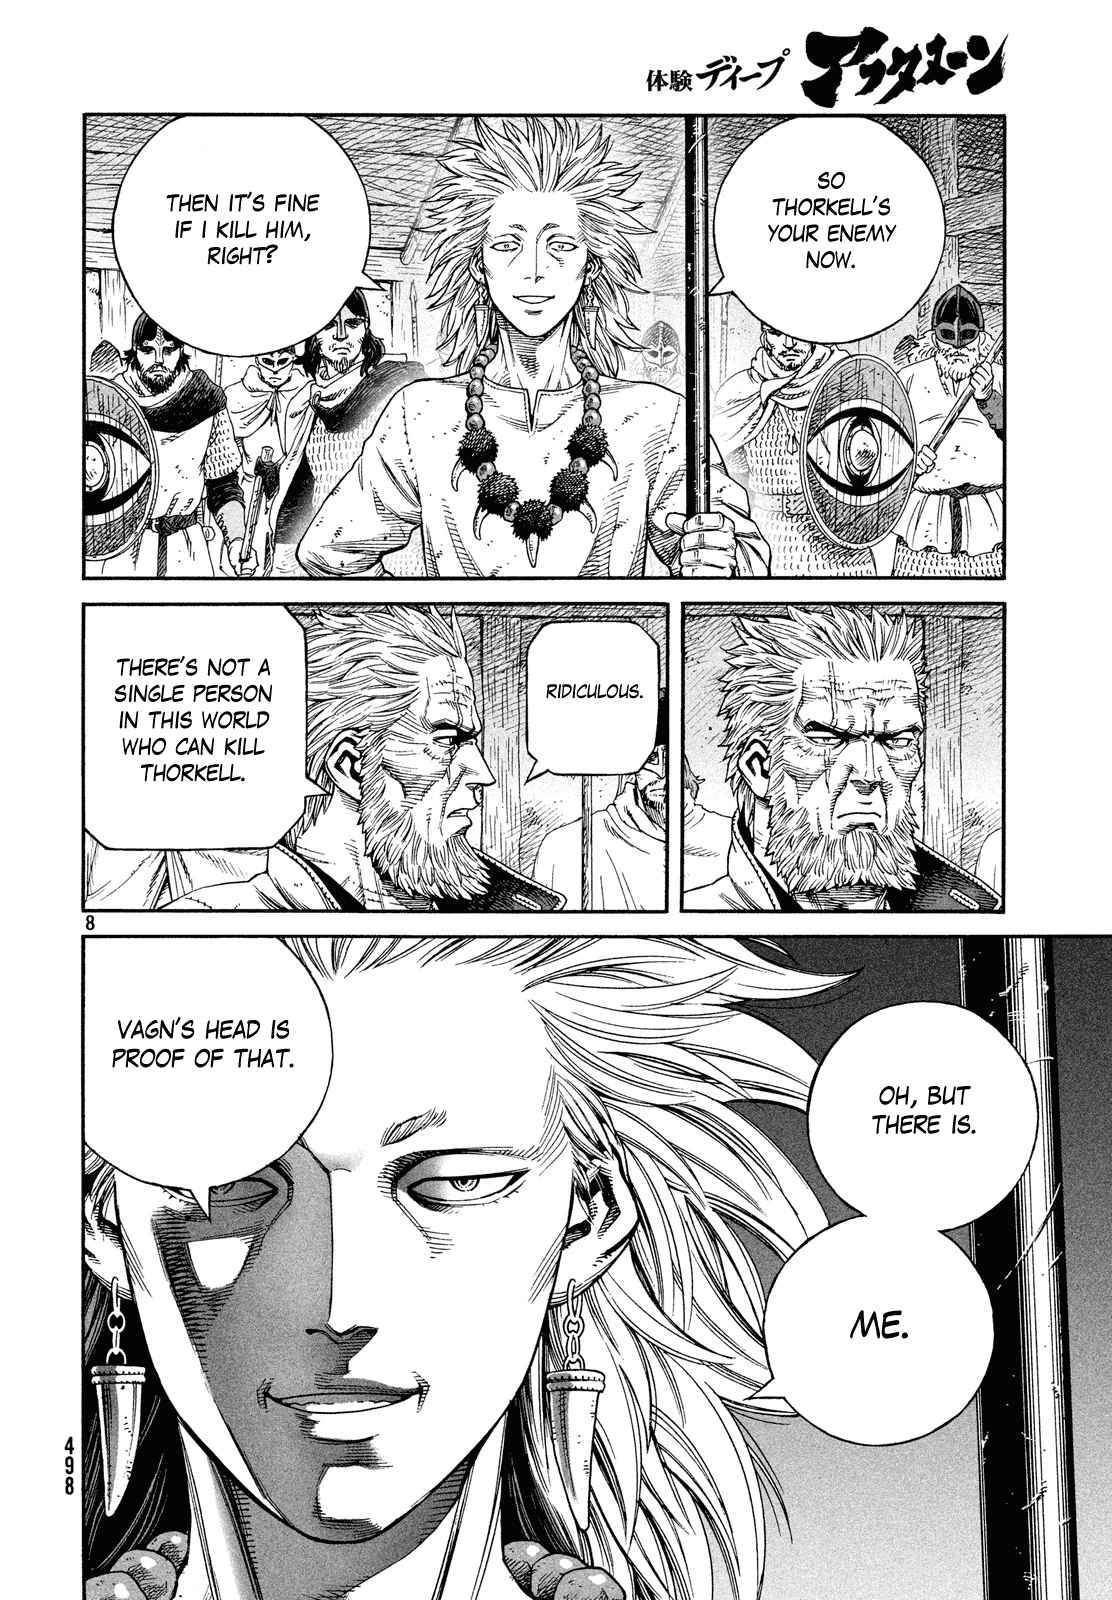 体験 ディープ アフタヌーン
SO
THORKELL'S
YOUR ENEMY
NOW.
THEN IT'S FINE
IF I KILL HIM,
RIGHT?
RIDICULOUS.
THERE'S NOT A
SINGLE PERSON
IN THIS WORLD
WHO CAN KILL
THORKELL.
8
OH, BUT
THERE IS.
ME.
VAGN'S HEAD IS
PROOF OF THAT.
498